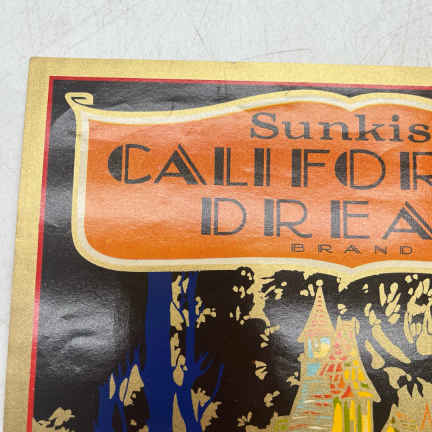 Sunkis
CALIFOR
DREA
BRAND